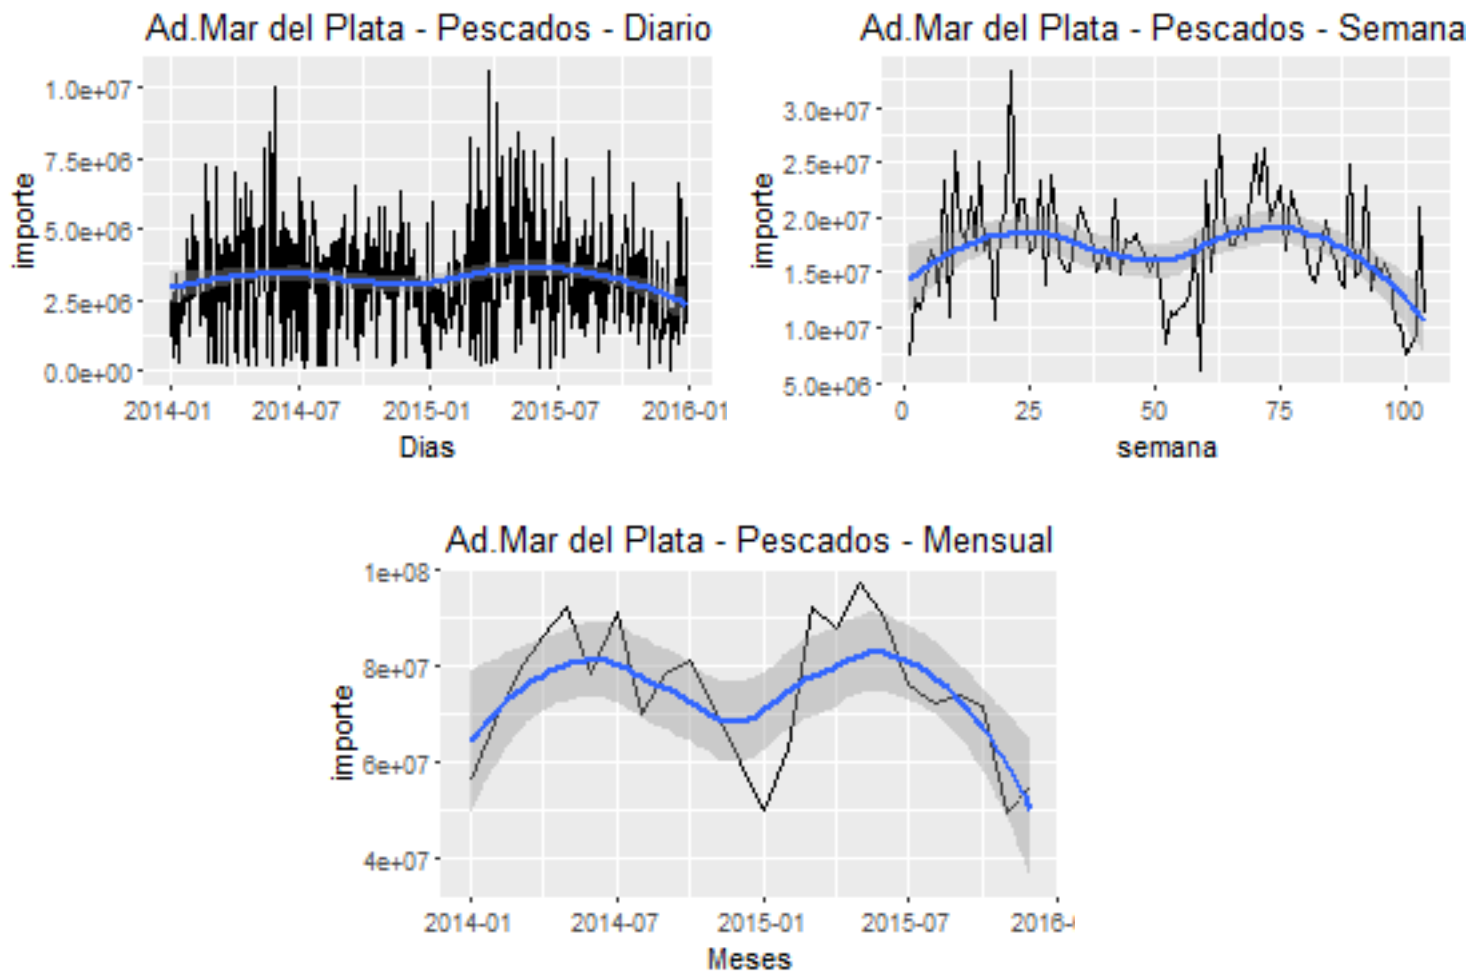 Ad.Mar del Plata - Pescados - Diario
importe
1.0e+07
7.5e+06
5.0e+06
2.5e+06
0.0e+00
2014-01 2014-07 2015-01 2015-07 2016-01
Dias
Ad.Mar del Plata - Pescados - Semana
importe
3.0e+07
2.5e+07
2.0e+07
1.5e+07
1.0e+07
5.0e+06
0 25 50 75 100
semana
Ad.Mar del Plata - Pescados - Mensual
importe
1e+08
8e+07
6e+07
4e+07
2014-01 2014-07 2015-01 2015-07 2016-
Meses